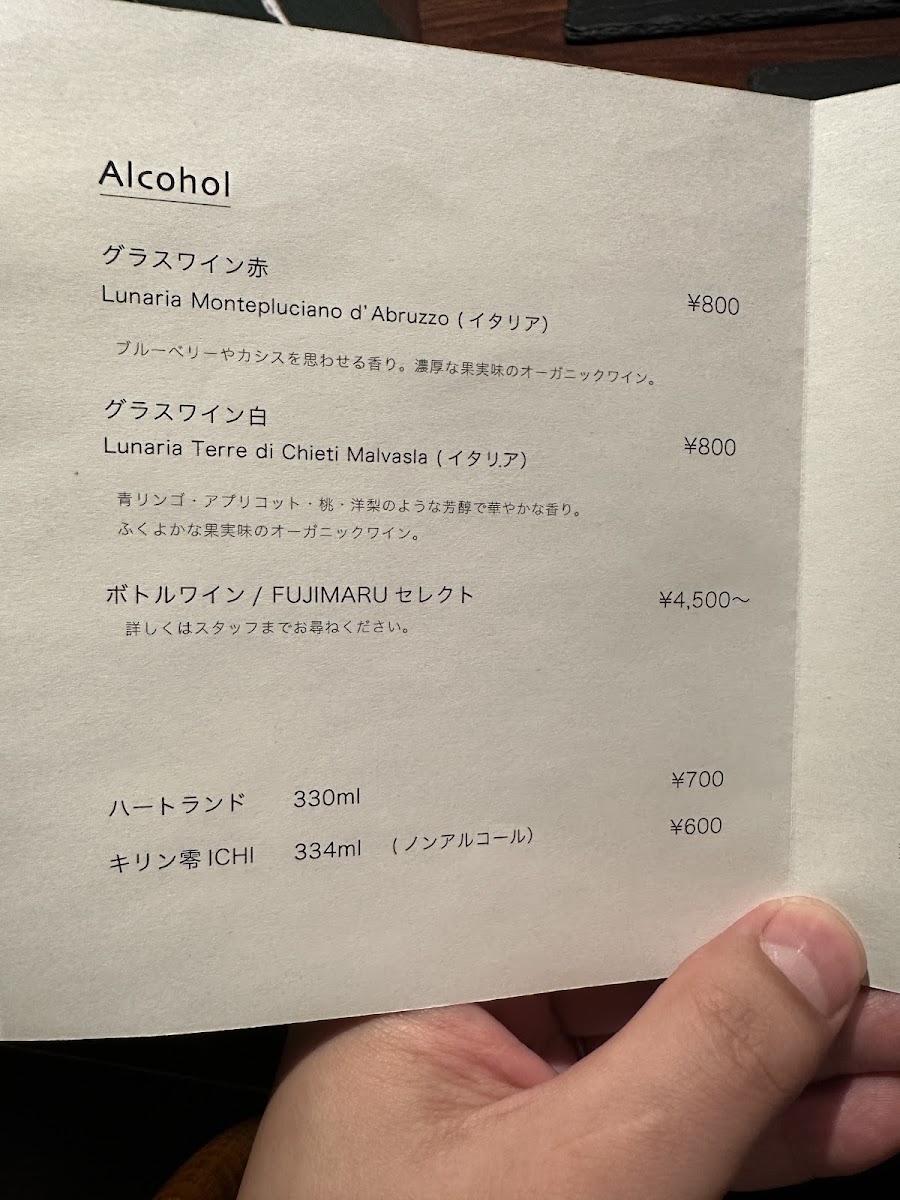 Alcohol
グラスワイン赤
Lunaria Montepluciano d'Abruzzo (イタリア) ¥800
ブルーベリーやカシスを思わせる香り。濃厚な果実味のオーガニックワイン。
グラスワイン白
Lunaria Terre di Chieti Malvasla (イタリア) ¥800
青リンゴ・アプリコット・桃・洋梨のような芳醇で華やかな香り。
ふくよかな果実味のオーガニックワイン。
ボトルワイン / FUJIMARU セレクト ¥4,500〜
詳しくはスタッフまでお尋ねください。
ハートランド 330ml ¥700
キリン零ICHI 334ml (ノンアルコール) ¥600